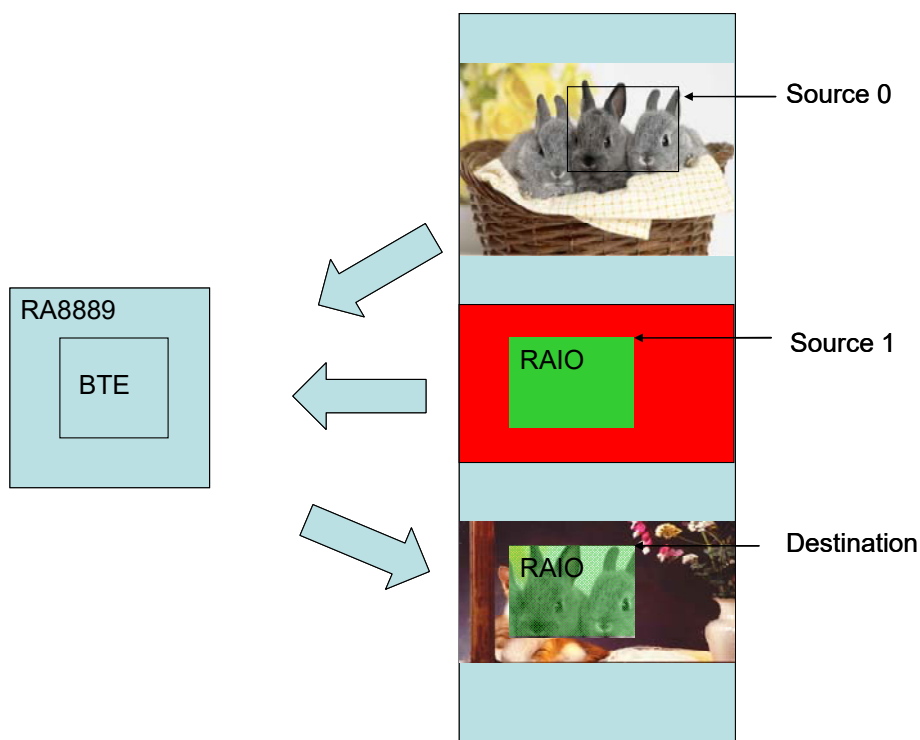 Source 0
RA8889
BTE
RAIO
Source 1
RAIO
Destination